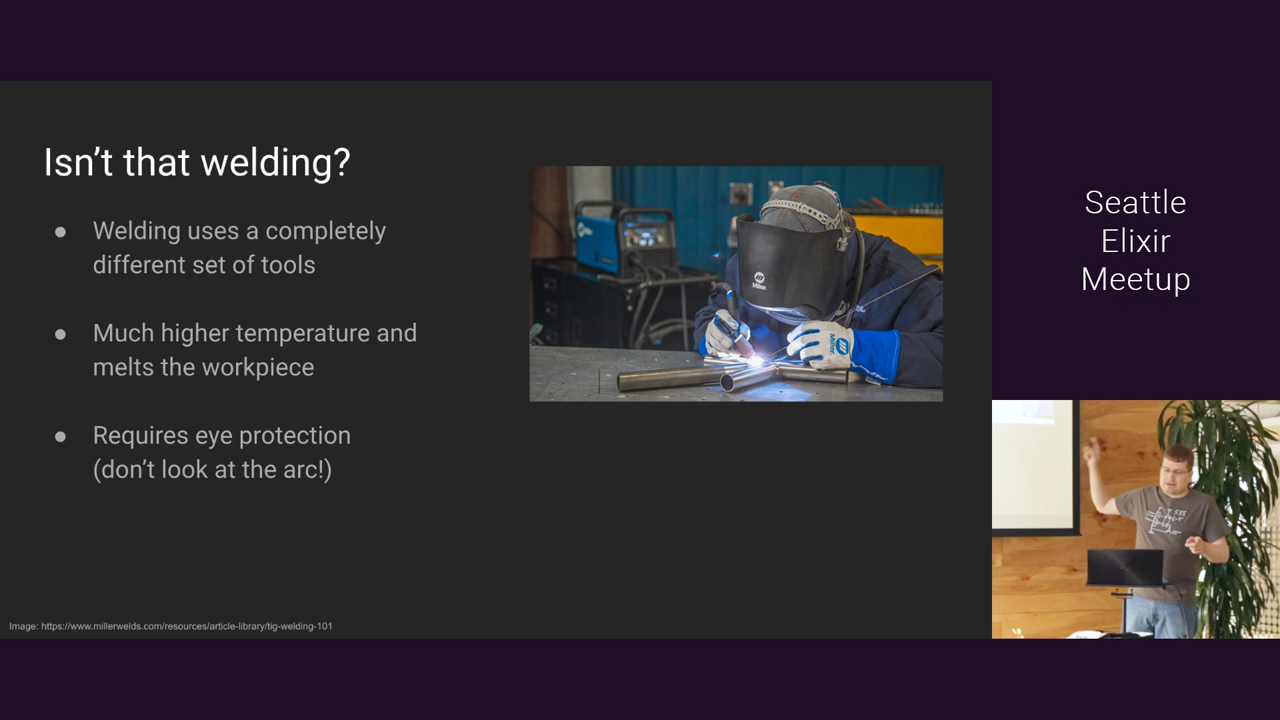 Isn't that welding?
● Welding uses a completely
different set of tools
● Much higher temperature and
melts the workpiece
● Requires eye protection
(don't look at the arc!)
Image: https://www.millerwelds.com/resources/article-library/tig-welding-101
Seattle
Elixir
Meetup
Miller